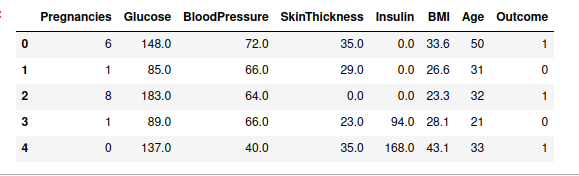 Pregnancies Glucose BloodPressure SkinThickness Insulin BMI Age Outcome
0 6 148.0 72.0 35.0 0.0 33.6 50 1
1 1 85.0 66.0 29.0 0.0 26.6 31 0
2 8 183.0 64.0 0.0 0.0 23.3 32 1
3 1 89.0 66.0 23.0 94.0 28.1 21 0
4 0 137.0 40.0 35.0 168.0 43.1 33 1